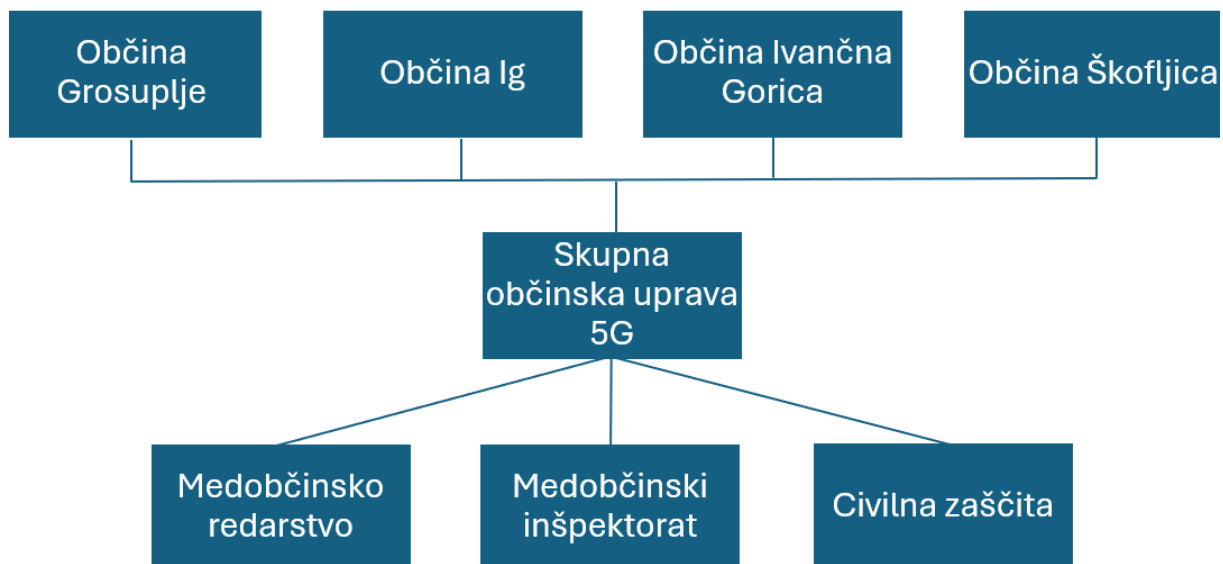 Občina
Grosuplje
Občina Ig
Občina Ivančna
Gorica
Občina Škofljica
Skupna
občinska uprava
5G
Medobčinsko
redarstvo
Medobčinski
inšpektorat
Civilna zaščita